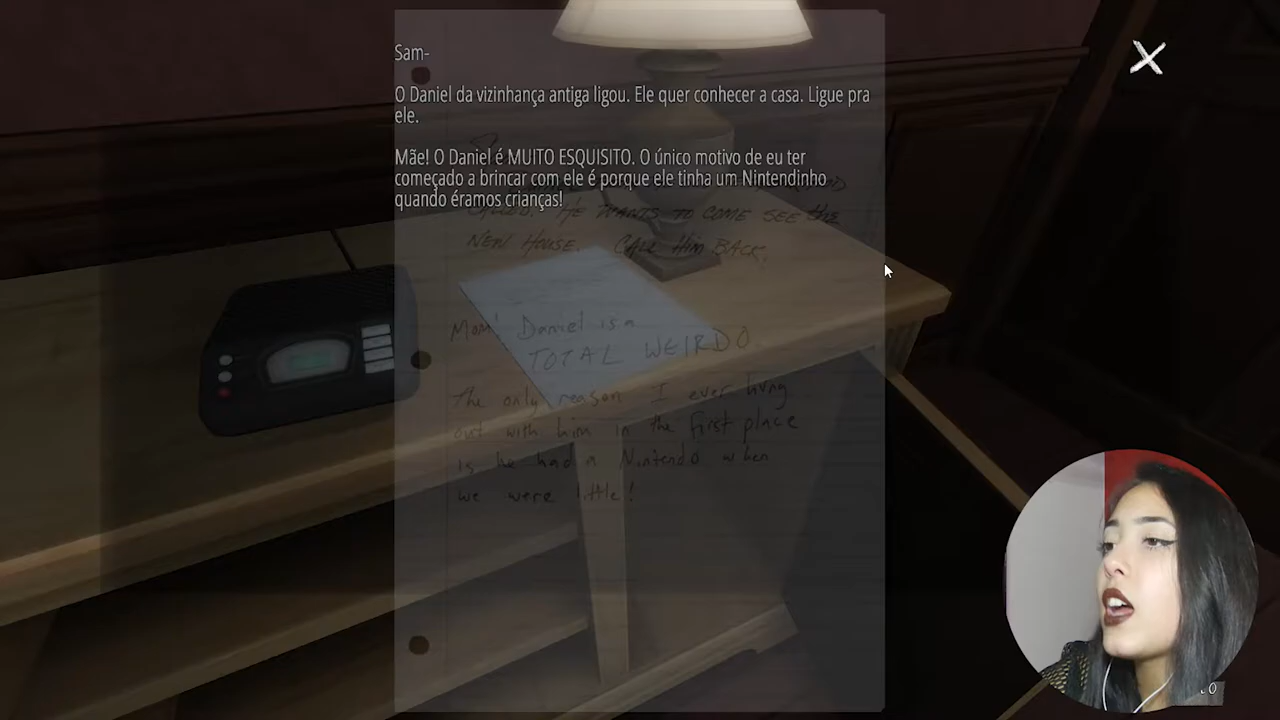 Sam-
O Daniel da vizinhança antiga ligou. Ele quer conhecer a casa. Ligue pra
ele.
Mãe! O Daniel é MUITO ESQUISITO. O único motivo de eu ter
começado a brincar com ele é porque ele tinha um Nintendinho
quando éramos crianças!
CALLED. HE WANTS TO COME SEE the
NEW HOUSE. CALL HIM BACK.
Mom! Daniel is a
TOTAL WEIRDO
The only reason I ever hung
out with him in the first place
is he had a Nintendo when
we were little!